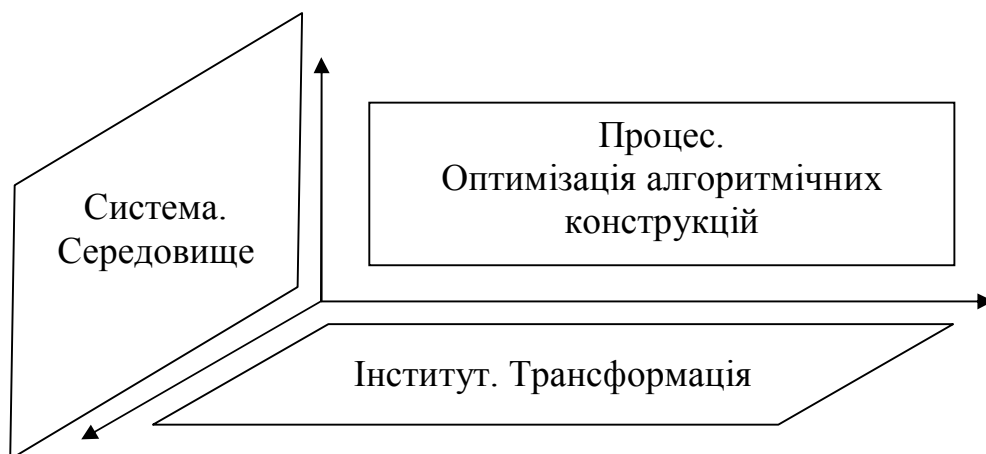 Процес.
Оптимізація алгоритмічних
конструкцій
Система.
Середовище
Інститут. Трансформація